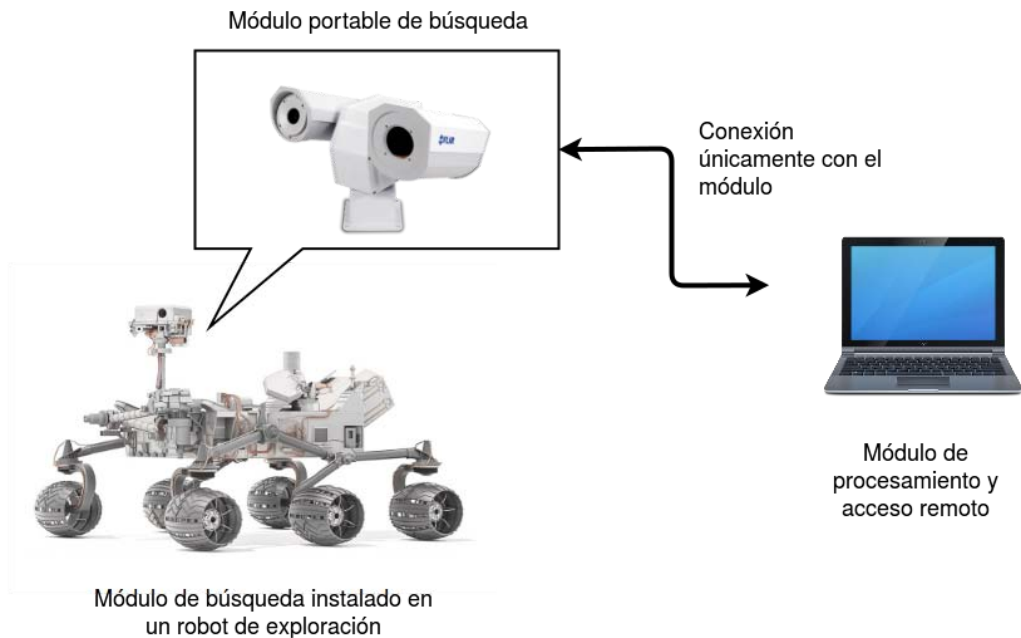 Módulo portable de búsqueda
FLIR
Conexión
únicamente con el
módulo
Módulo de
procesamiento y
acceso remoto
Módulo de búsqueda instalado en
un robot de exploración